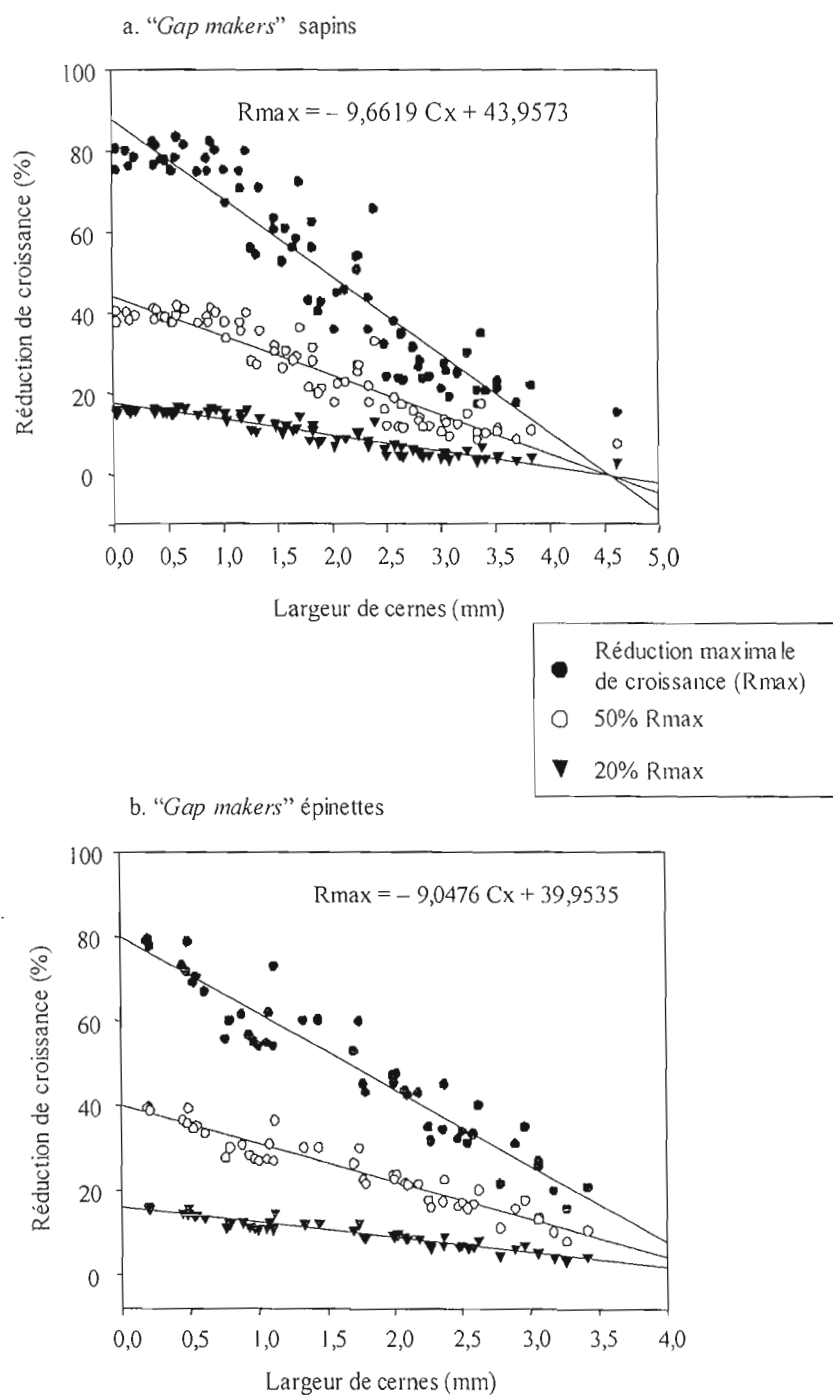 a. “Gap makers” sapins
Rmax = – 9,6619 Cx + 43,9573
Réduction de croissance (%)
100
80
60
40
20
0
0,0 0,5 1,0 1,5 2,0 2,5 3,0 3,5 4,0 4,5 5,0
Largeur de cernes (mm)
Réduction maximale
de croissance (Rmax)
50% Rmax
20% Rmax
b. “Gap makers” épinettes
Rmax = – 9,0476 Cx + 39,9535
Réduction de croissance (%)
100
80
60
40
20
0
0,0 0,5 1,0 1,5 2,0 2,5 3,0 3,5 4,0
Largeur de cernes (mm)